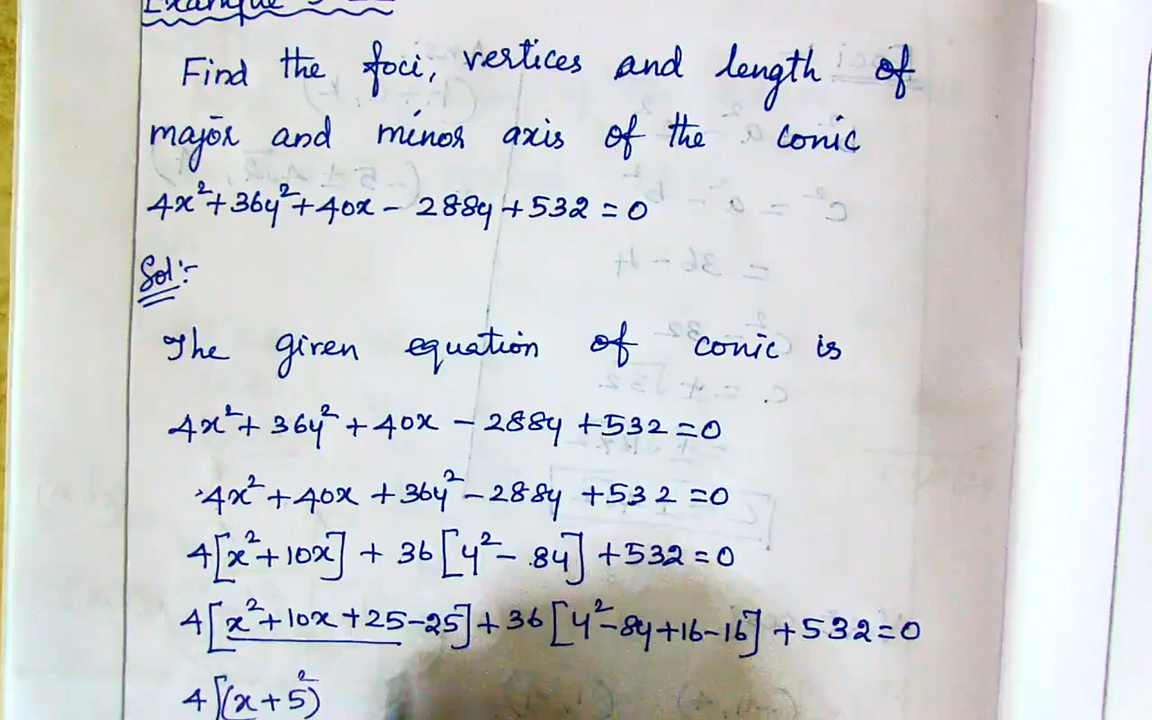 Find the foci, vertices and length of
major and minor axis of the conic
4x²+36y²+40x - 288y+532=0
Sol:-
The given equation of conic is
4x²+36y²+40x-288y+532=0
4x²+40x+36y²-288y+532=0
4[x²+10x]+36[y²-8y]+532=0
4[x²+10x+25-25]+36[y²-8y+16-16]+532=0
4[(x+5)²